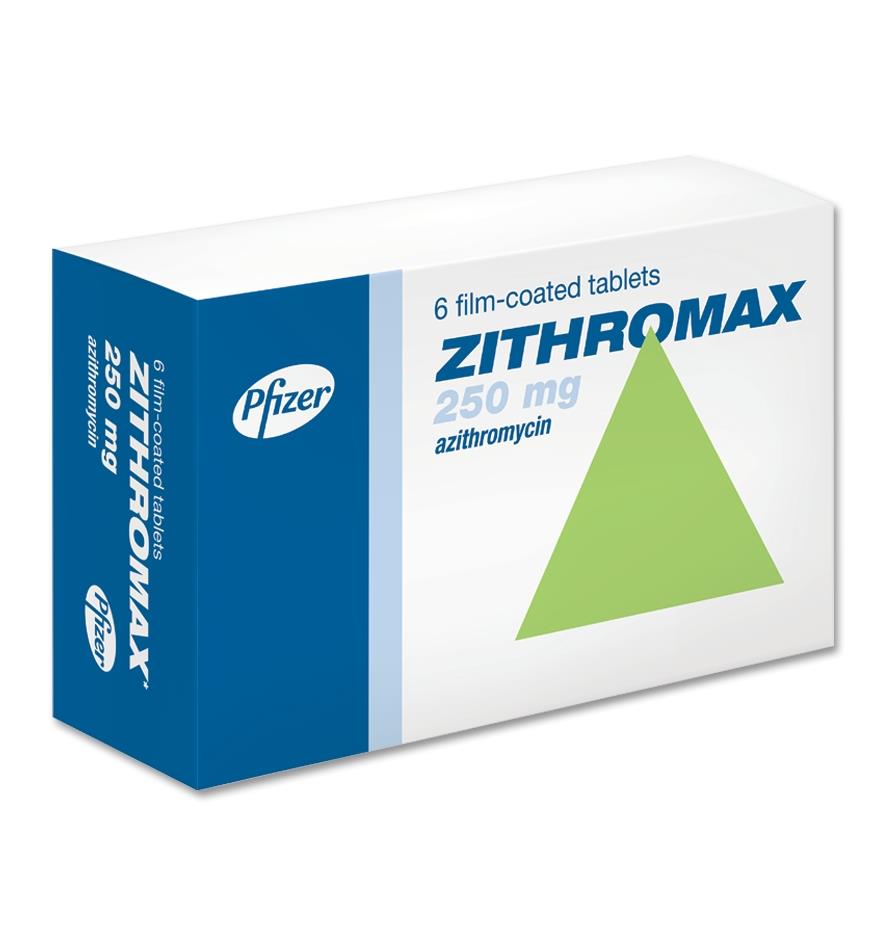 6 film-coated tablets
ZITHROMAX
250 mg
azithromycin
Pfizer
6 film-coated tablets
ZITHROMAX*
250 mg
azithromycin
Pfizer